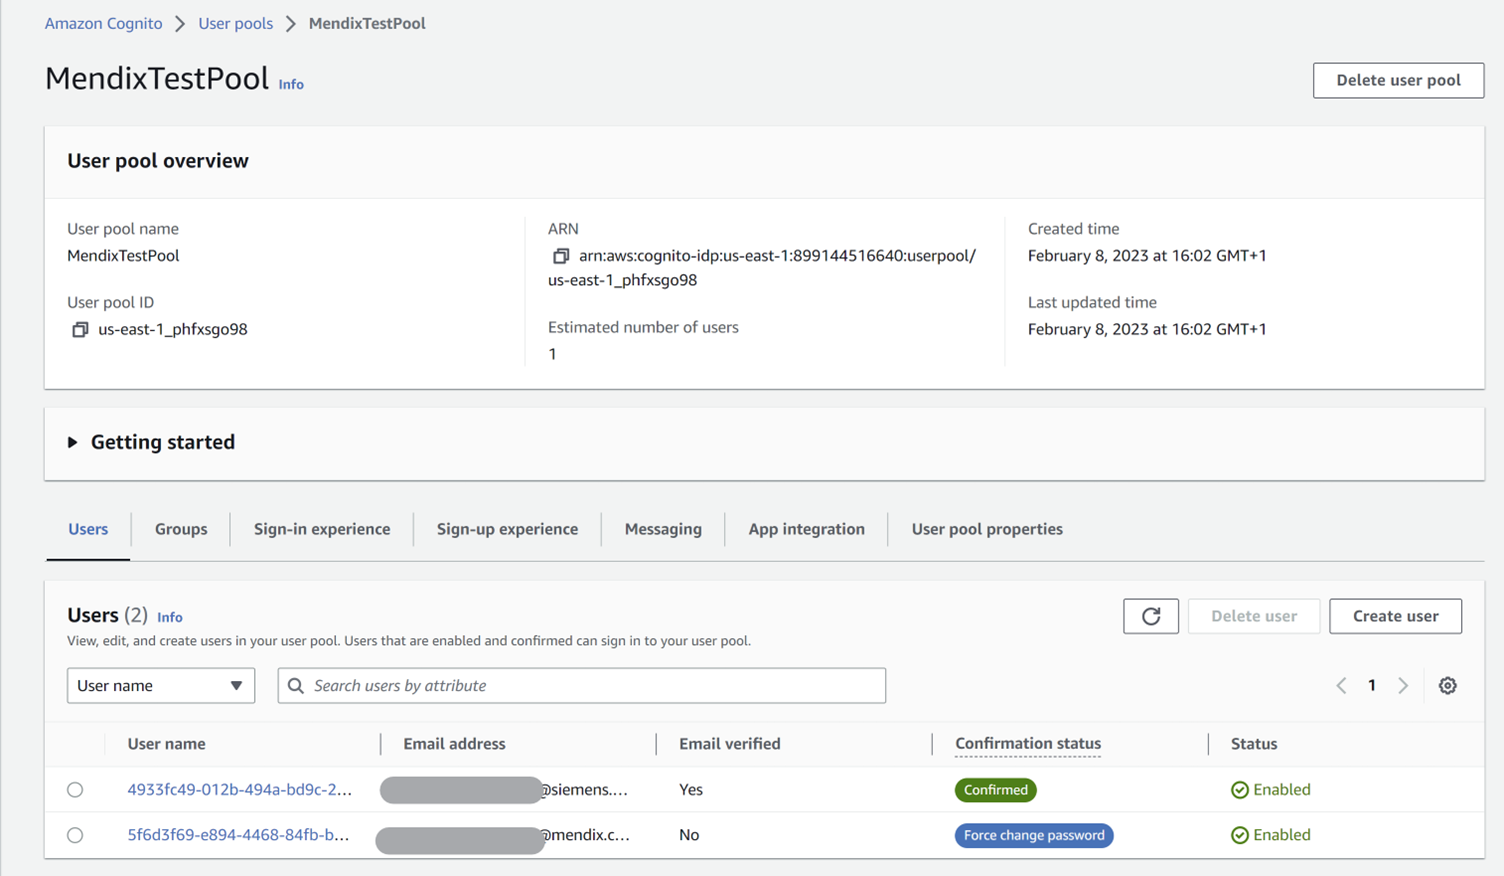 Amazon Cognito > User pools > MendixTestPool
MendixTestPool Info
Delete user pool
User pool overview
User pool name
MendixTestPool
User pool ID
us-east-1_phfxsgo98
ARN
arn:aws:cognito-idp:us-east-1:899144516640:userpool/
us-east-1_phfxsgo98
Estimated number of users
1
Created time
February 8, 2023 at 16:02 GMT+1
Last updated time
February 8, 2023 at 16:02 GMT+1
Getting started
Users Groups Sign-in experience Sign-up experience Messaging App integration User pool properties
Users (2) Info
View, edit, and create users in your user pool. Users that are enabled and confirmed can sign in to your user pool.
Delete user Create user
User name Search users by attribute 1
User name Email address Email verified Confirmation status Status
4933fc49-012b-494a-bd9c-2... @siemens.... Yes Confirmed Enabled
5f6d3f69-e894-4468-84fb-b... @mendix.c... No Force change password Enabled